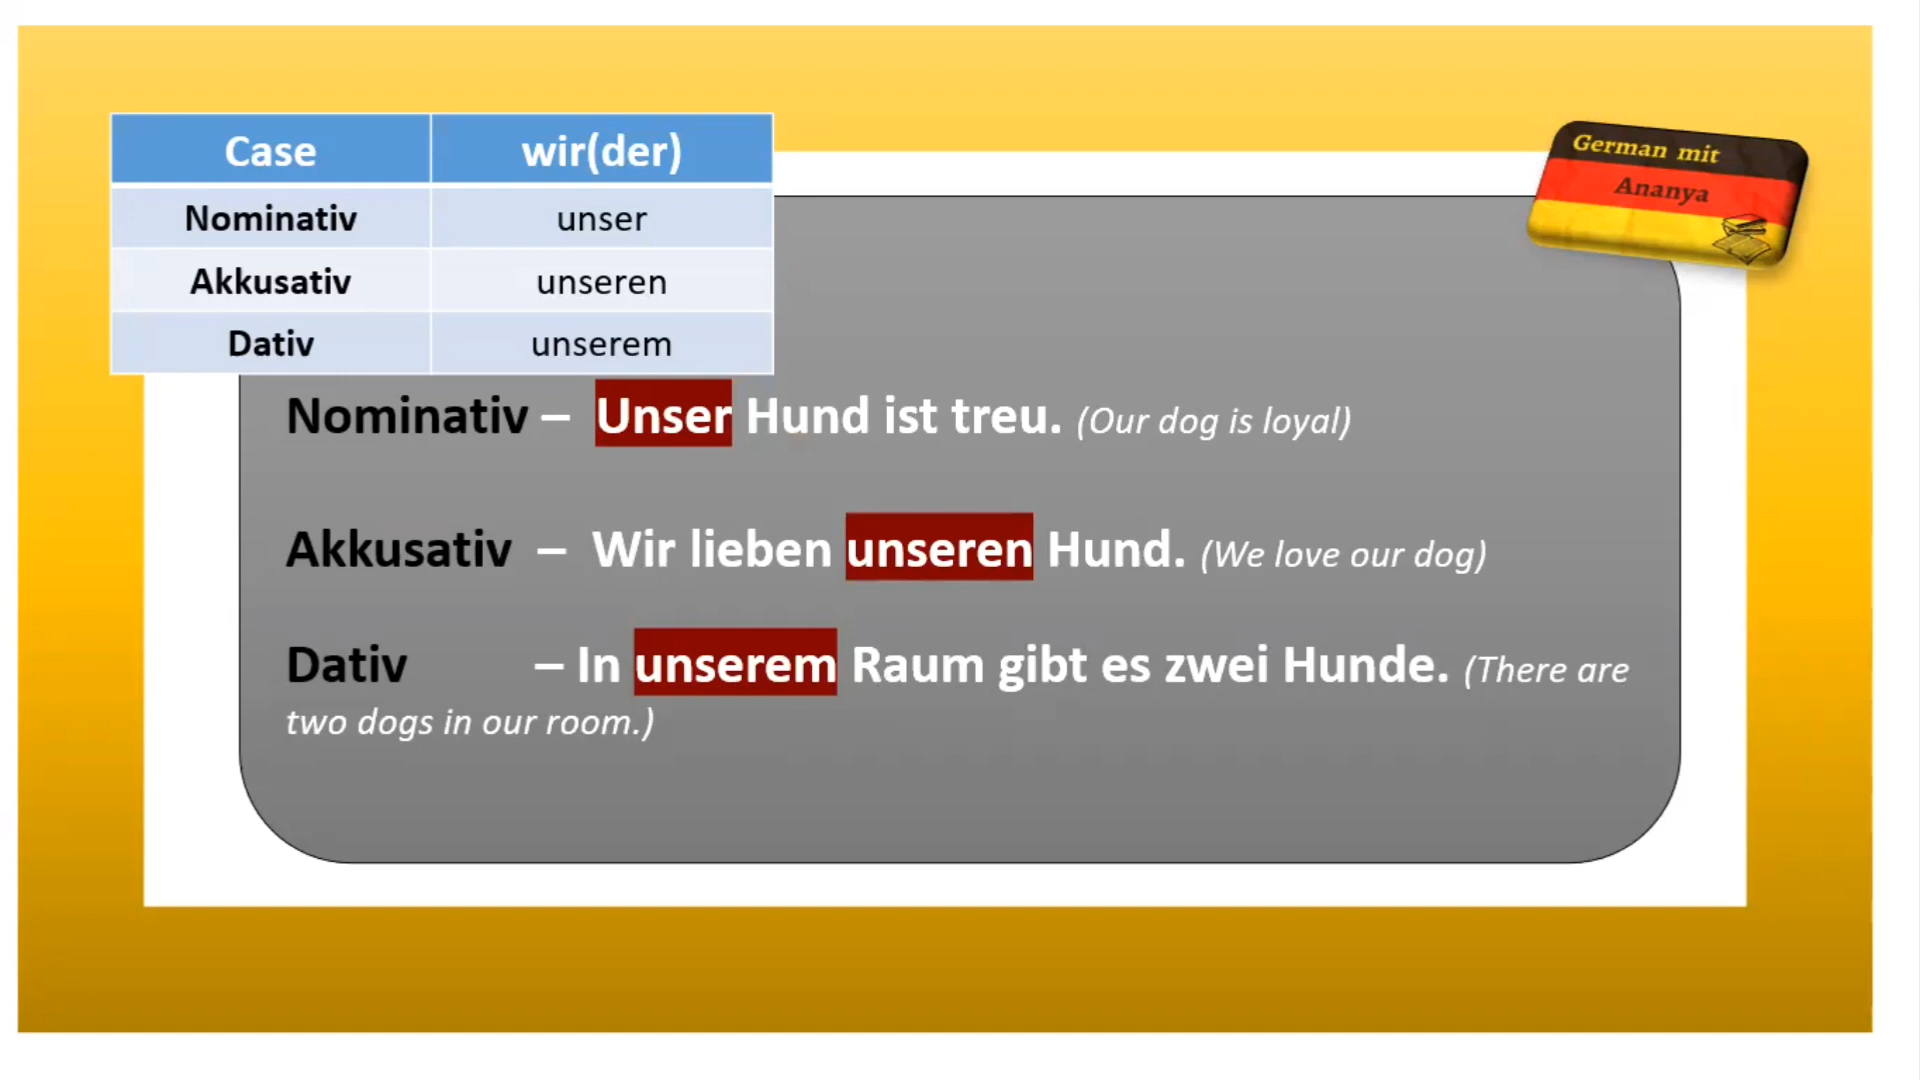 Case wir(der)
Nominativ unser
Akkusativ unseren
Dativ unserem
German mit
Ananya
Nominativ – Unser Hund ist treu. (Our dog is loyal)
Akkusativ – Wir lieben unseren Hund. (We love our dog)
Dativ – In unserem Raum gibt es zwei Hunde. (There are
two dogs in our room.)